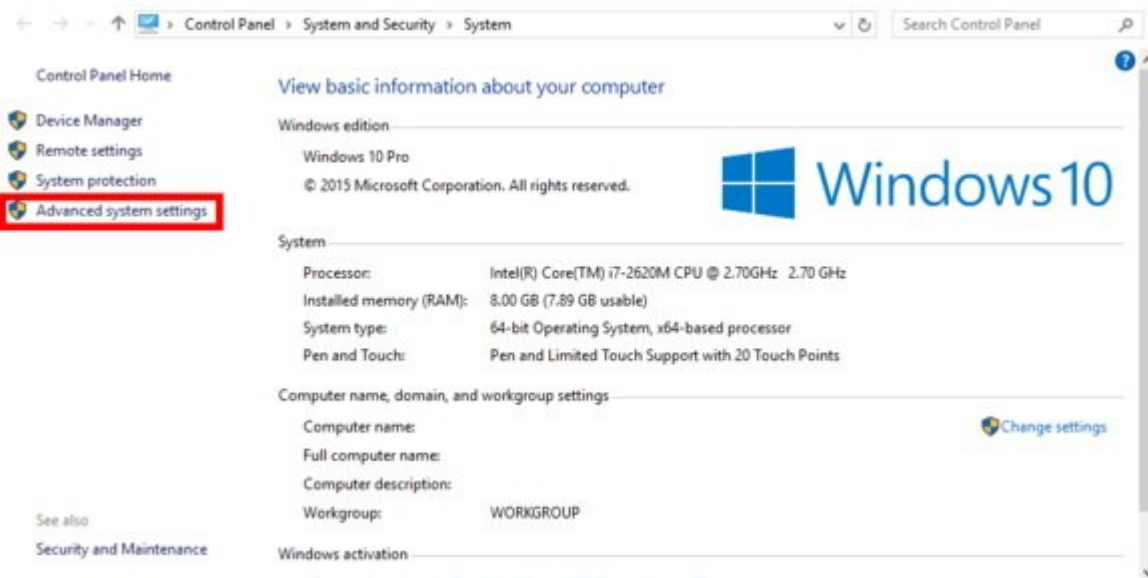 Control Panel › System and Security › System
Search Control Panel
Control Panel Home
Device Manager
Remote settings
System protection
Advanced system settings
See also
Security and Maintenance
?
View basic information about your computer
Windows edition
Windows 10 Pro
© 2015 Microsoft Corporation. All rights reserved.
Windows 10
System
Processor: Intel(R) Core(TM) i7-2620M CPU @ 2.70GHz 2.70 GHz
Installed memory (RAM): 8.00 GB (7.89 GB usable)
System type: 64-bit Operating System, x64-based processor
Pen and Touch: Pen and Limited Touch Support with 20 Touch Points
Computer name, domain, and workgroup settings
Computer name:
Change settings
Full computer name:
Computer description:
Workgroup: WORKGROUP
Windows activation